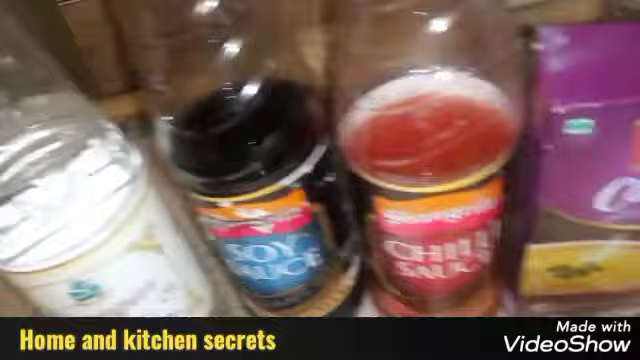 SOY
SAUCE
CHILLI
SAUCE
Home and kitchen secrets
Made with
VideoShow